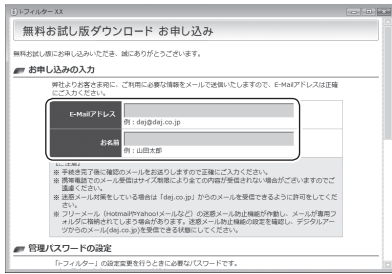 i-フィルター XX
無料お試し版ダウンロード お申し込み
無料お試し版にお申し込みいただき、誠にありがとうございます。
お申し込みの入力
弊社よりお客さま宛に、ご利用に必要な情報をメールで送信いたしますので、E-Mailアドレスは正確
にご入力ください。
E-Mailアドレス
例：daj@daj.co.jp
お名前
例：山田太郎
※ 手続き完了後に確認のメールをお送りしますので正確にご注意ください。
※ 携帯電話でのメール受信はサイズ制限により全ての内容が受信されない場合がございますのでご
遠慮ください。
※ 迷惑メール対策をしている場合は「daj.co.jp」からのメールを受信できるように許可をしてくだ
さい。
※ フリーメール（HotmailやYahoo!メールなど）の迷惑メール防止機能が作動し、メールが専用フ
ォルダに格納されてしまう場合があります。迷惑メール防止機能の設定を確認し、デジタルアー
ツからのメール(daj.co.jp)を受信できる状態にしてください。
管理パスワードの設定
「i-フィルター」の設定変更を行うときに必要なパスワードです。